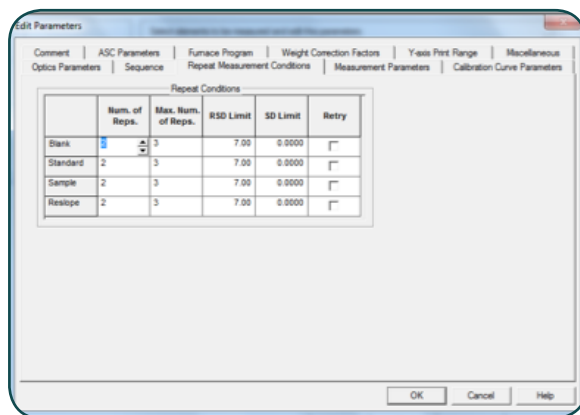 Edit Parameters
Comment ASC Parameters Furnace Program Weight Correction Factors Y-axis Print Range Miscellaneous
Optics Parameters Sequence Repeat Measurement Conditions Measurement Parameters Calibration Curve Parameters
Repeat Conditions
Num. of Reps. Max. Num. of Reps. RSD Limit SD Limit Retry
Blank 2 3 7.00 0.0000
Standard 2 3 7.00 0.0000
Sample 2 3 7.00 0.0000
Reslope 2 3 7.00 0.0000
OK Cancel Help